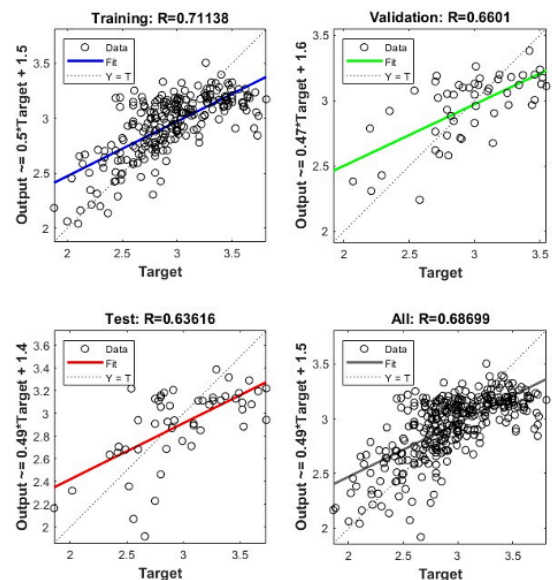 Training: R=0.71138
Output ~= 0.5*Target + 1.5
3.5
3
2.5
2
Data
Fit
Y = T
2 2.5 3 3.5
Target
Validation: R=0.6601
Output ~= 0.47*Target + 1.6
3.5
3
2.5
2
Data
Fit
Y = T
2 2.5 3 3.5
Target
Test: R=0.63616
Output ~= 0.49*Target + 1.4
3.6
3.4
3.2
3
2.8
2.6
2.4
2.2
2
Data
Fit
Y = T
2 2.5 3 3.5
Target
All: R=0.68699
Output ~= 0.49*Target + 1.5
3.5
3
2.5
2
Data
Fit
Y = T
2 2.5 3 3.5
Target